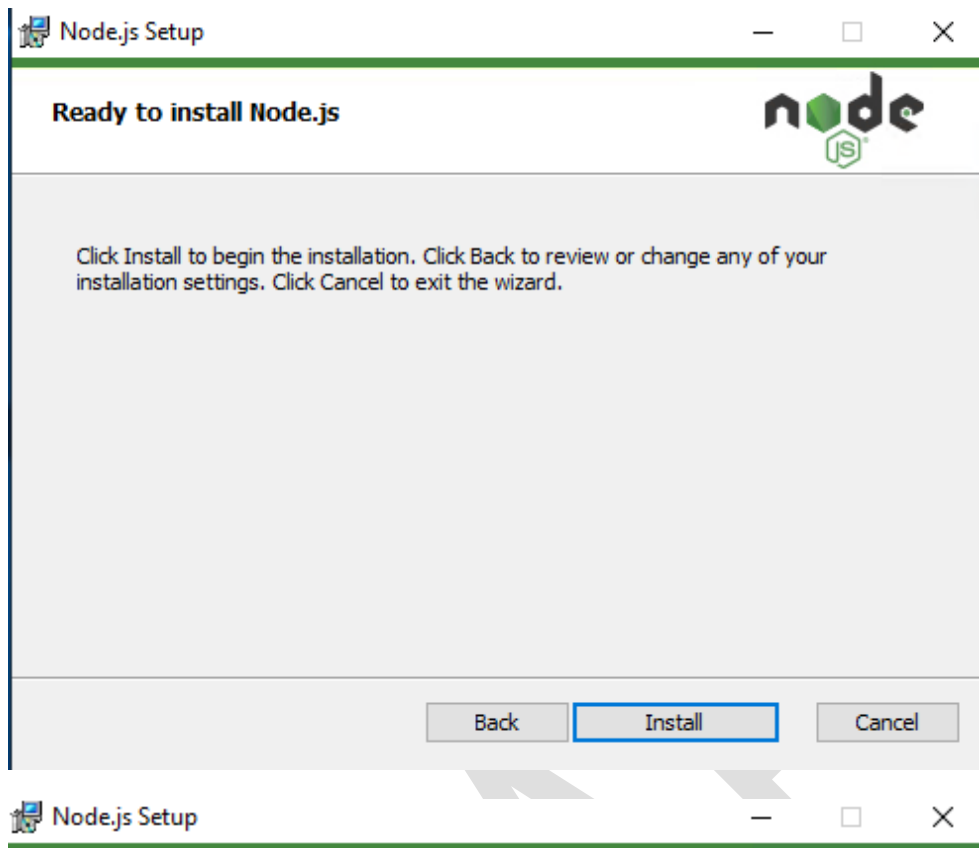 Node.js Setup
Ready to install Node.js
node
JS
Click Install to begin the installation. Click Back to review or change any of your
installation settings. Click Cancel to exit the wizard.
Back Install Cancel
Node.js Setup